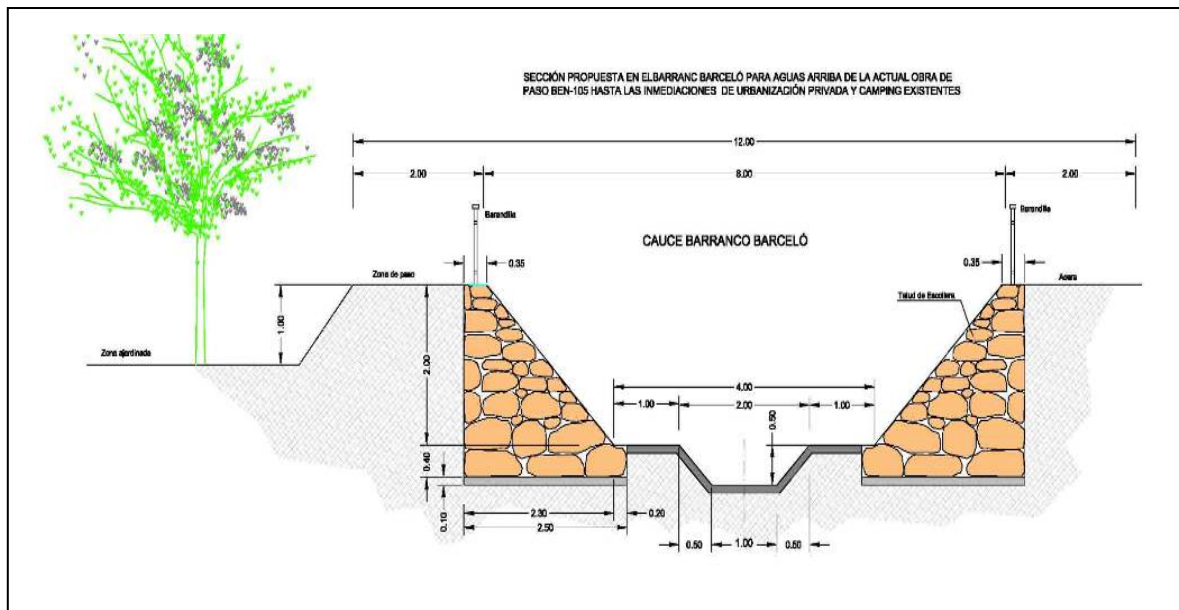 SECCIÓN PROPUESTA EN ELBARRANC BARCELÓ PARA AGUAS ARRIBA DE LA ACTUAL OBRA DE
PASO BEN-105 HASTA LAS INMEDIACIONES DE URBANIZACIÓN PRIVADA Y CAMPING EXISTENTES
12.00
2.00
8.00
2.00
Barandilla
Barandilla
CAUCE BARRANCO BARCELÓ
0.35
0.35
Zona de paso
Acera
Talud de Escollera
1.00
Zona ajardinada
2.00
4.00
1.00
2.00
1.00
0.50
0.40
0.10
2.30
0.20
2.50
0.50
1.00
0.50